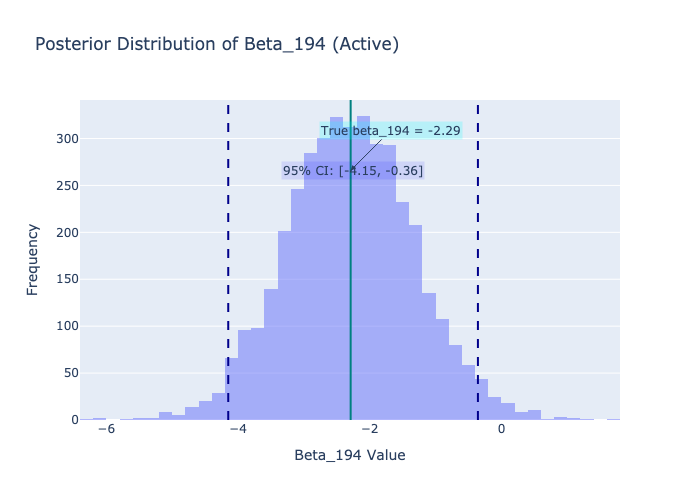 Posterior Distribution of Beta_194 (Active)
True beta_194 = -2.29
95% CI: [-4.15, -0.36]
300
250
200
150
100
50
0
Frequency
−6
−4
−2
0
Beta_194 Value